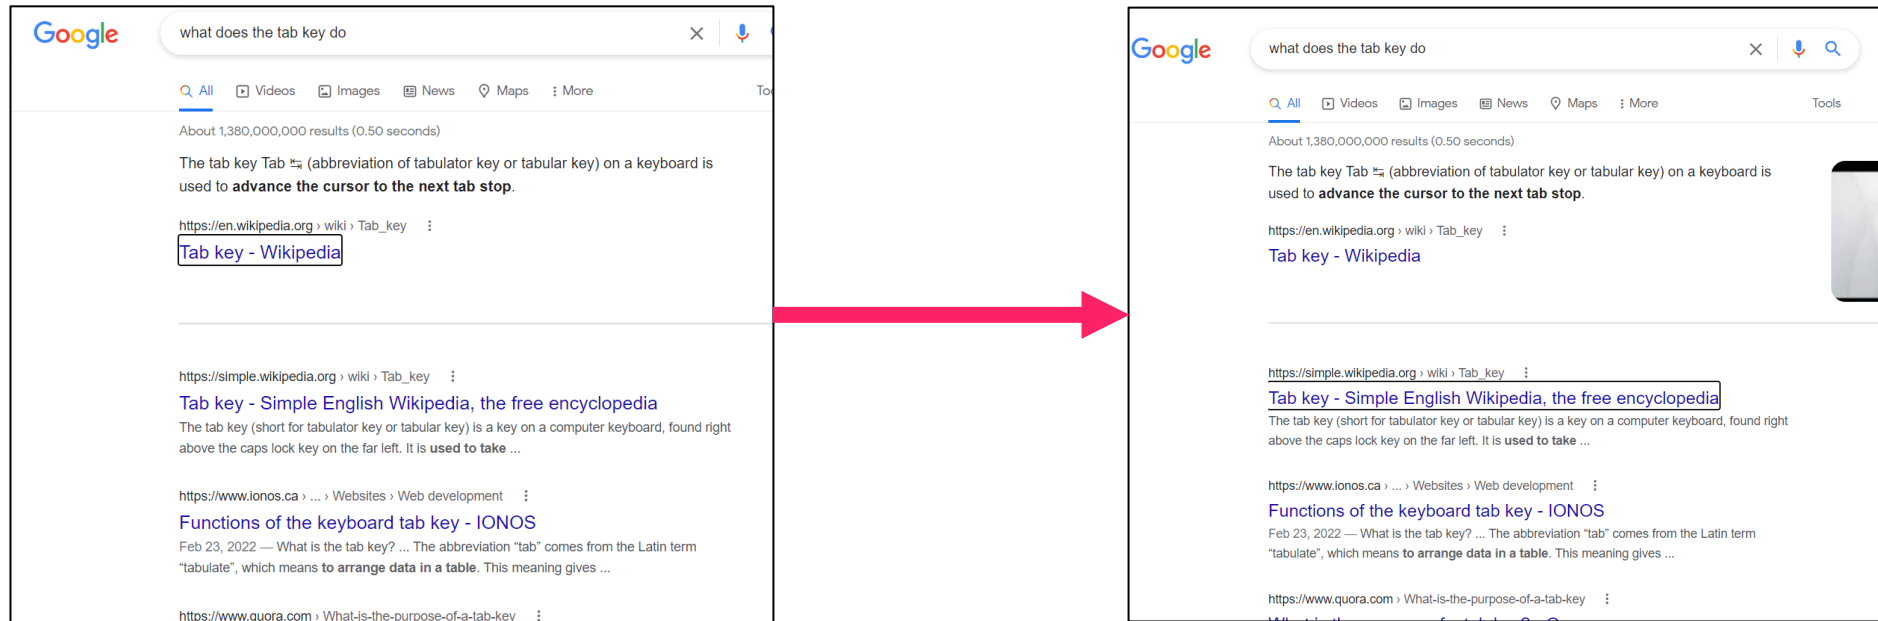 Google
what does the tab key do
All Videos Images News Maps More
About 1,380,000,000 results (0.50 seconds)
The tab key Tab ↹ (abbreviation of tabulator key or tabular key) on a keyboard is
used to advance the cursor to the next tab stop.
https://en.wikipedia.org › wiki › Tab_key
Tab key - Wikipedia
https://simple.wikipedia.org › wiki › Tab_key
Tab key - Simple English Wikipedia, the free encyclopedia
The tab key (short for tabulator key or tabular key) is a key on a computer keyboard, found right
above the caps lock key on the far left. It is used to take ...
https://www.ionos.ca › ... › Websites › Web development
Functions of the keyboard tab key - IONOS
Feb 23, 2022 — What is the tab key? ... The abbreviation “tab” comes from the Latin term
“tabulate”, which means to arrange data in a table. This meaning gives ...
https://www.quora.com › What-is-the-purpose-of-a-tab-key
Google
what does the tab key do
All Videos Images News Maps More Tools
About 1,380,000,000 results (0.50 seconds)
The tab key Tab ↹ (abbreviation of tabulator key or tabular key) on a keyboard is
used to advance the cursor to the next tab stop.
https://en.wikipedia.org › wiki › Tab_key
Tab key - Wikipedia
https://simple.wikipedia.org › wiki › Tab_key
Tab key - Simple English Wikipedia, the free encyclopedia
The tab key (short for tabulator key or tabular key) is a key on a computer keyboard, found right
above the caps lock key on the far left. It is used to take ...
https://www.ionos.ca › ... › Websites › Web development
Functions of the keyboard tab key - IONOS
Feb 23, 2022 — What is the tab key? ... The abbreviation “tab” comes from the Latin term
“tabulate”, which means to arrange data in a table. This meaning gives ...
https://www.quora.com › What-is-the-purpose-of-a-tab-key